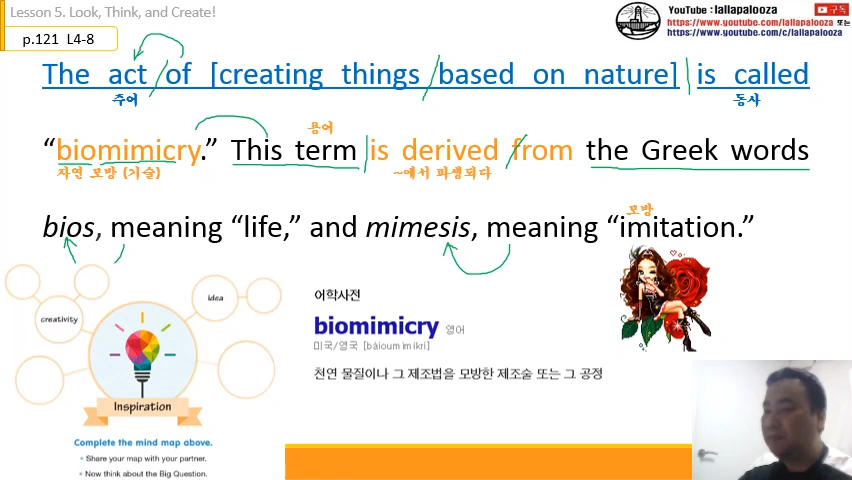 Lesson 5. Look, Think, and Create!
p.121 L4-8
YouTube : lallapalooza 구독
https://www.youtube.com/lallapalooza 또는
https://www.youtube.com/c/lallapalooza
The act of [creating things based on nature] is called
주어 동사
"biomimicry." This term is derived from the Greek words
용어
자연 모방 (기술) ~에서 파생되다
bios, meaning "life," and mimesis, meaning "imitation."
모방
creativity
idea
Inspiration
Complete the mind map above.
• Share your map with your partner.
• Now think about the Big Question.
어학사전
biomimicry 영어
미국/영국 [bàioumímikri]
천연 물질이나 그 제조법을 모방한 제조술 또는 그 공정